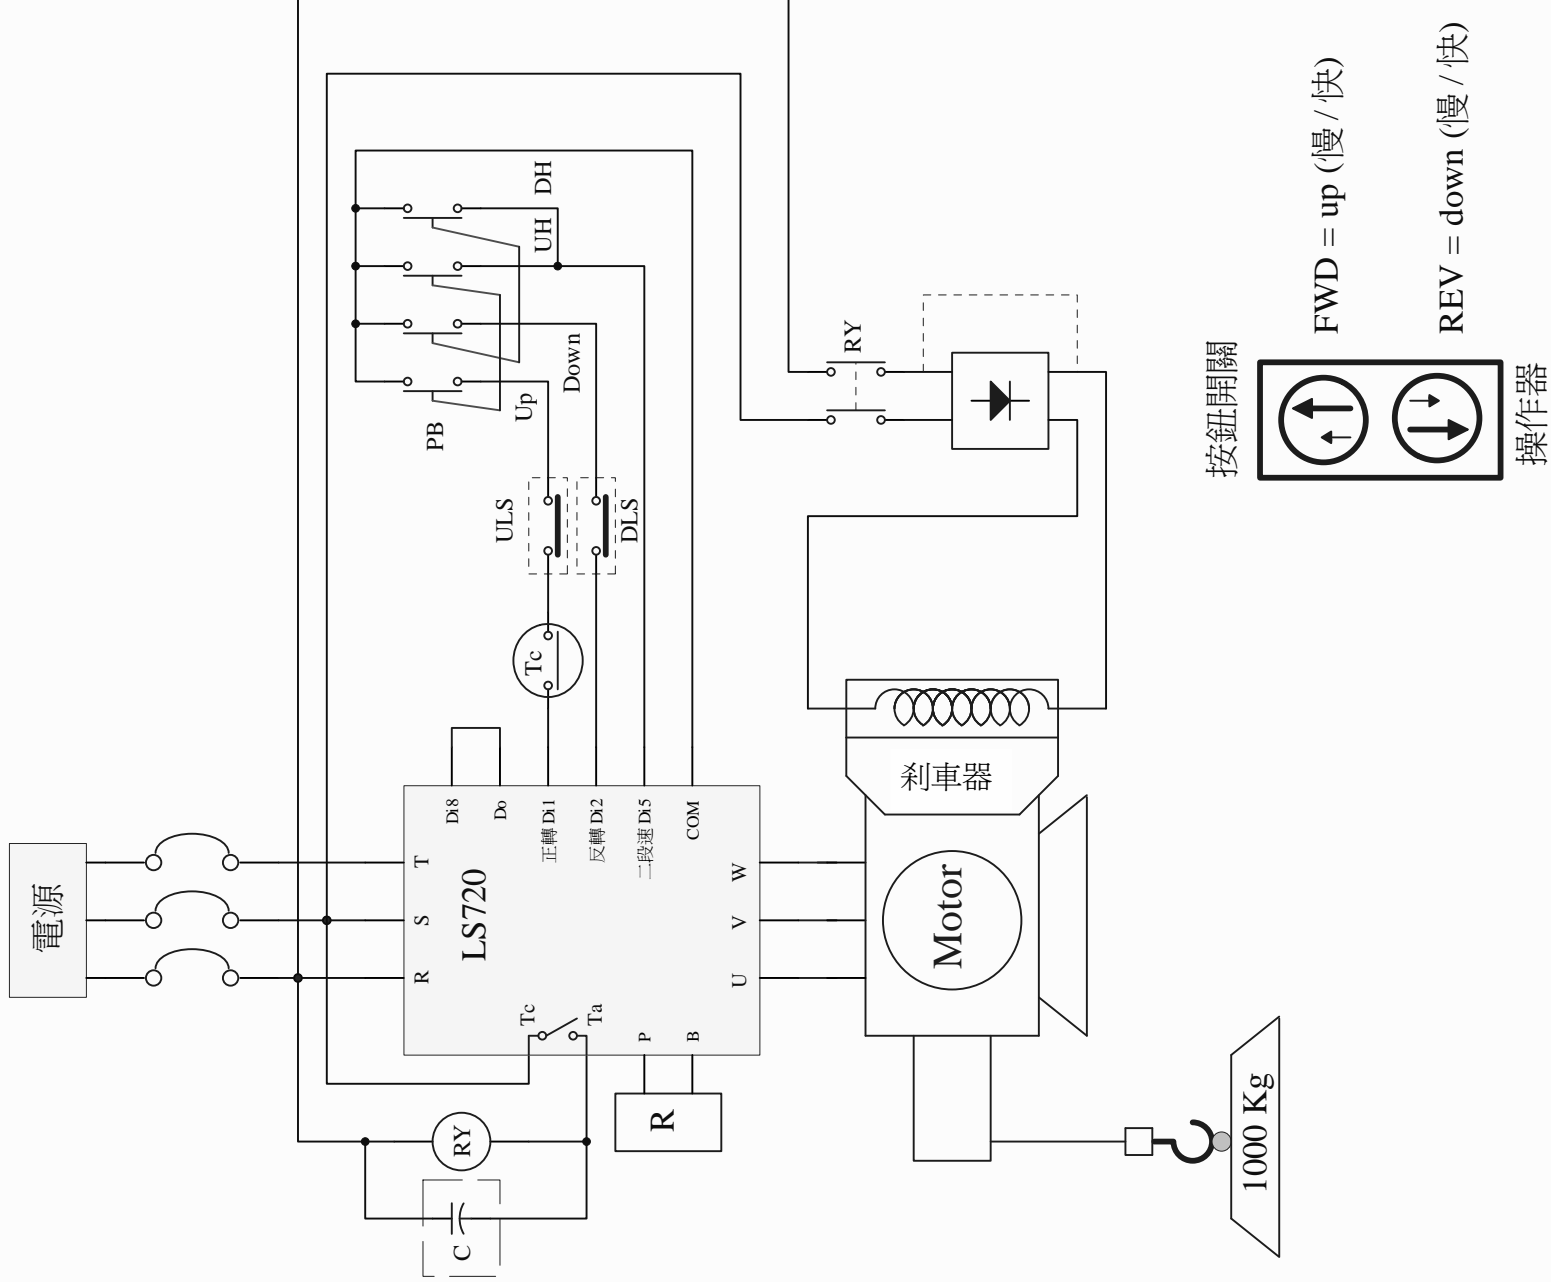 電源
T
S
R
LS720
Di8
Do
正轉 Di1
反轉 Di2
二段速 Di5
COM
U
V
W
Tc
Ta
P
B
R
RY
C
Tc
ULS
DLS
PB
Up
Down
UH
DH
RY
剎車器
Motor
1000 Kg
按鈕開關
操作器
FWD = up (慢 / 快)
REV = down (慢 / 快)